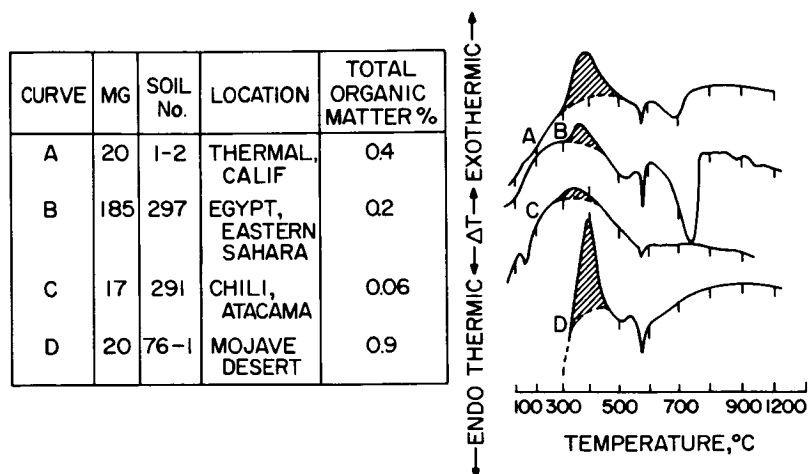 CURVE MG SOIL No. LOCATION TOTAL ORGANIC MATTER %
A 20 1-2 THERMAL, CALIF 0.4
B 185 297 EGYPT, EASTERN SAHARA 0.2
C 17 291 CHILI, ATACAMA 0.06
D 20 76-1 MOJAVE DESERT 0.9
ENDO THERMIC ΔT EXOTHERMIC
A
B
C
D
100 300 500 700 900 1200
TEMPERATURE, °C